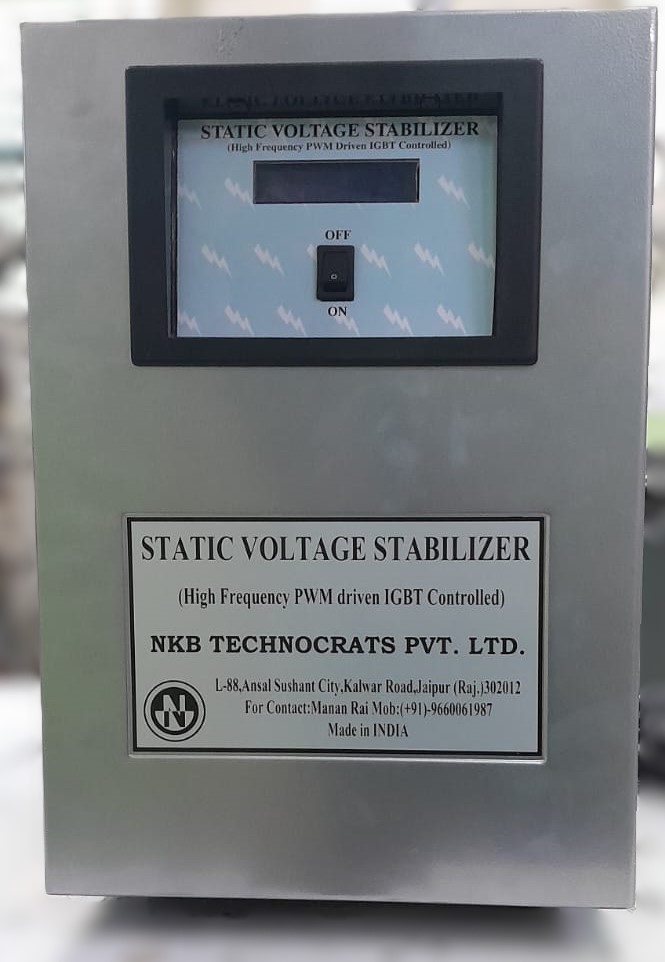 STATIC VOLTAGE STABILIZER
(High Frequency PWM Driven IGBT Controlled)
OFF
ON
STATIC VOLTAGE STABILIZER
(High Frequency PWM driven IGBT Controlled)
NKB TECHNOCRATS PVT. LTD.
L-88,Ansal Sushant City,Kalwar Road,Jaipur (Raj.)302012
For Contact:Manan Rai Mob:(+91)-9660061987
Made in INDIA
N